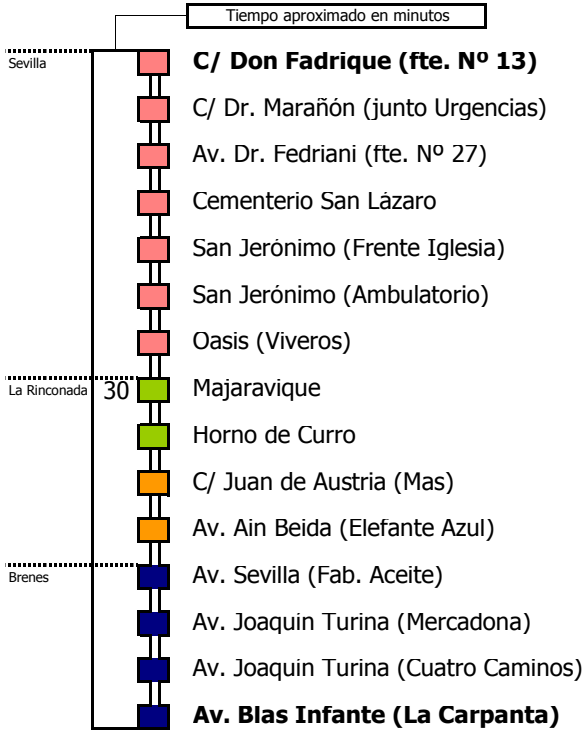 Tiempo aproximado en minutos
Sevilla
C/ Don Fadrique (fte. Nº 13)
C/ Dr. Marañón (junto Urgencias)
Av. Dr. Fedriani (fte. Nº 27)
Cementerio San Lázaro
San Jerónimo (Frente Iglesia)
San Jerónimo (Ambulatorio)
Oasis (Viveros)
La Rinconada
30
Majaravique
Horno de Curro
C/ Juan de Austria (Mas)
Av. Ain Beida (Elefante Azul)
Brenes
Av. Sevilla (Fab. Aceite)
Av. Joaquin Turina (Mercadona)
Av. Joaquin Turina (Cuatro Caminos)
Av. Blas Infante (La Carpanta)